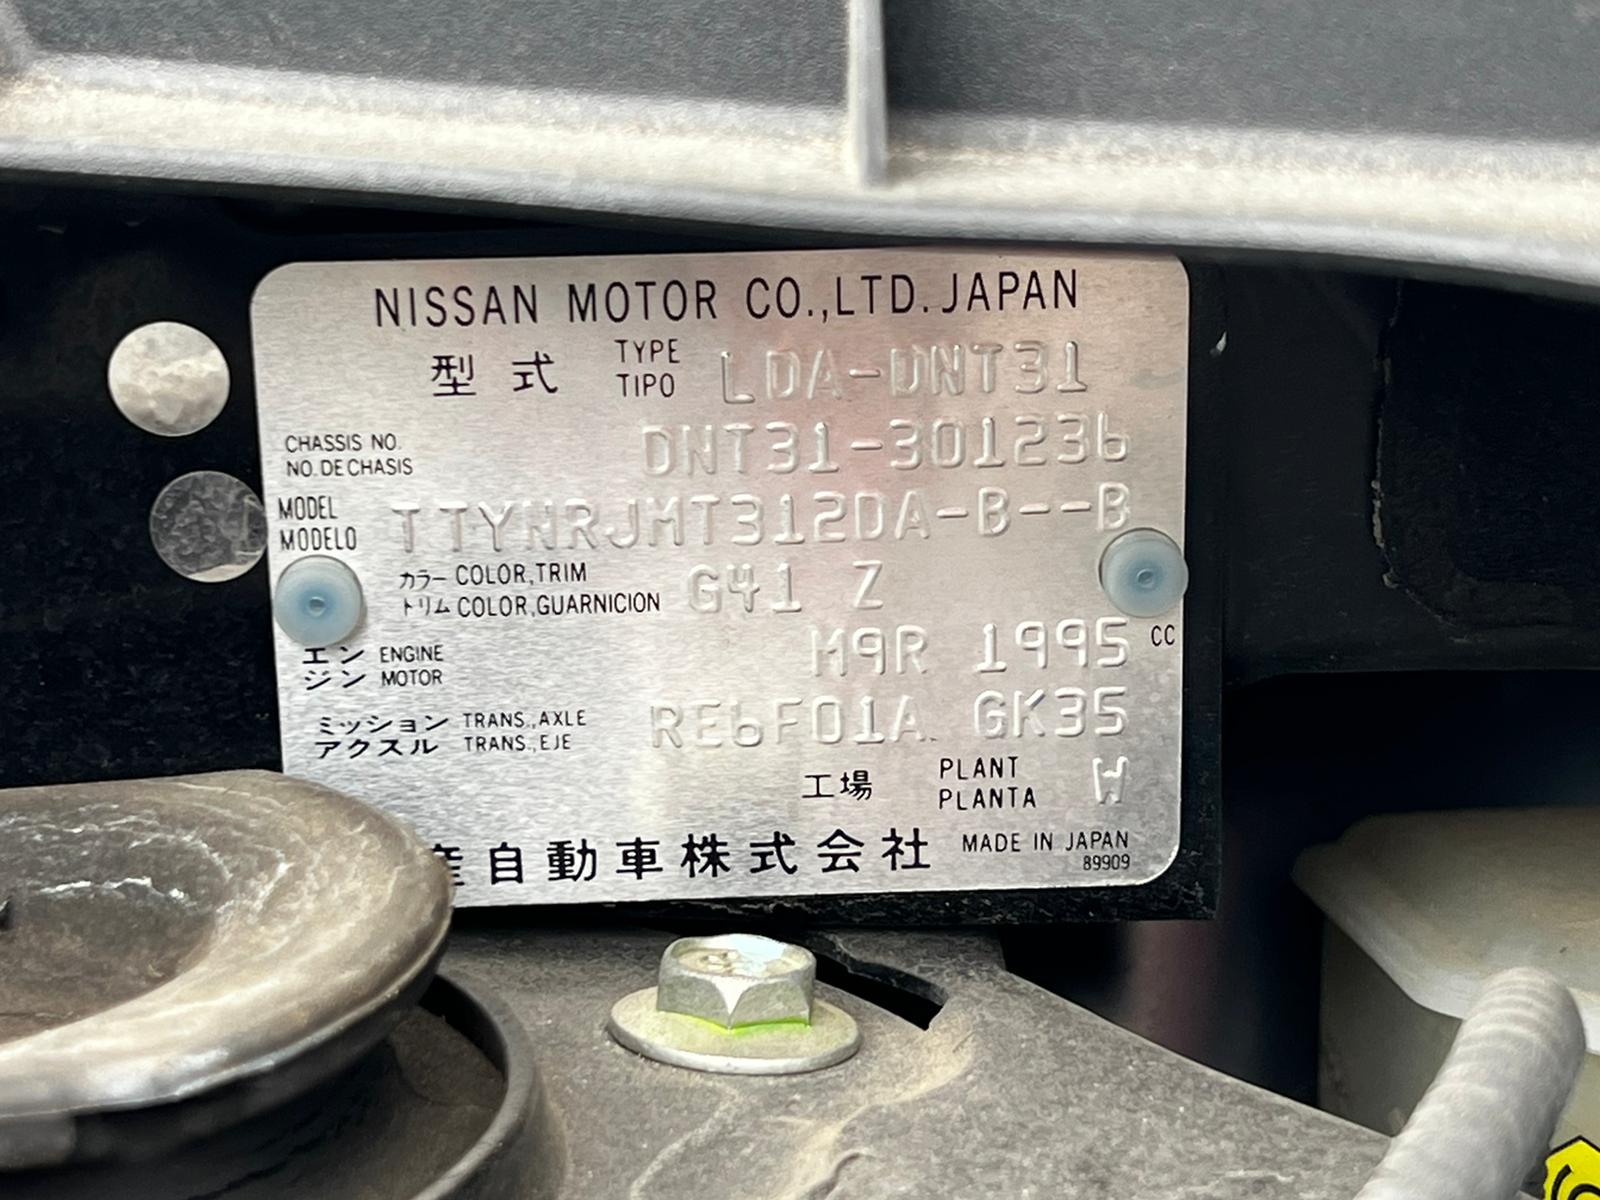 NISSAN MOTOR CO.,LTD. JAPAN
型式 TYPE TIPO LDA-DNT31
CHASSIS NO. NO. DE CHASIS DNT31-301236
MODEL MODELO TTYNRJMT312DA-B--B
カラー COLOR,TRIM G41 Z
トリム COLOR,GUARNICION
エンジン ENGINE MOTOR M9R 1995 CC
ミッション TRANS.,AXLE RE6F01A GK35
アクスル TRANS.,EJE
工場 PLANT PLANTA W
産自動車株式会社 MADE IN JAPAN
89909